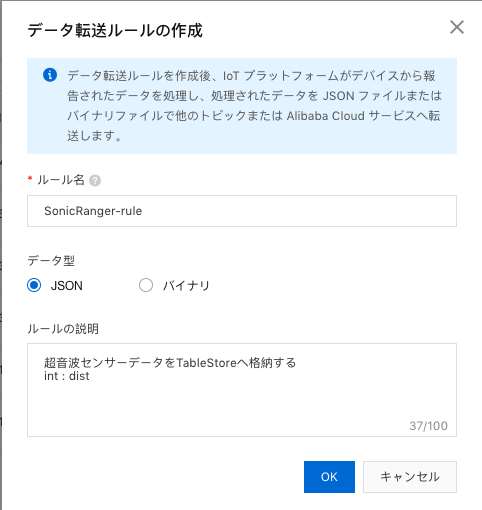 データ転送ルールの作成
データ転送ルールを作成後、IoT プラットフォームがデバイスから報
告されたデータを処理し、処理されたデータを JSON ファイルまたは
バイナリファイルで他のトピックまたは Alibaba Cloud サービスへ転
送します。
* ルール名
SonicRanger-rule
データ型
JSON バイナリ
ルールの説明
超音波センサーデータをTableStoreへ格納する
int : dist
37/100
OK キャンセル